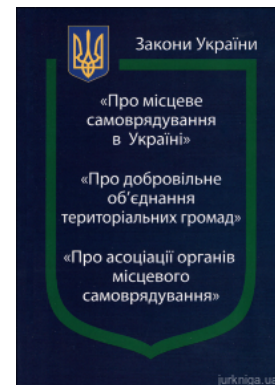 Закони України
«Про місцеве
самоврядування
в Україні»
«Про добровільне
об'єднання
територіальних громад»
«Про асоціації органів
місцевого
самоврядування»
jurkniga.ua